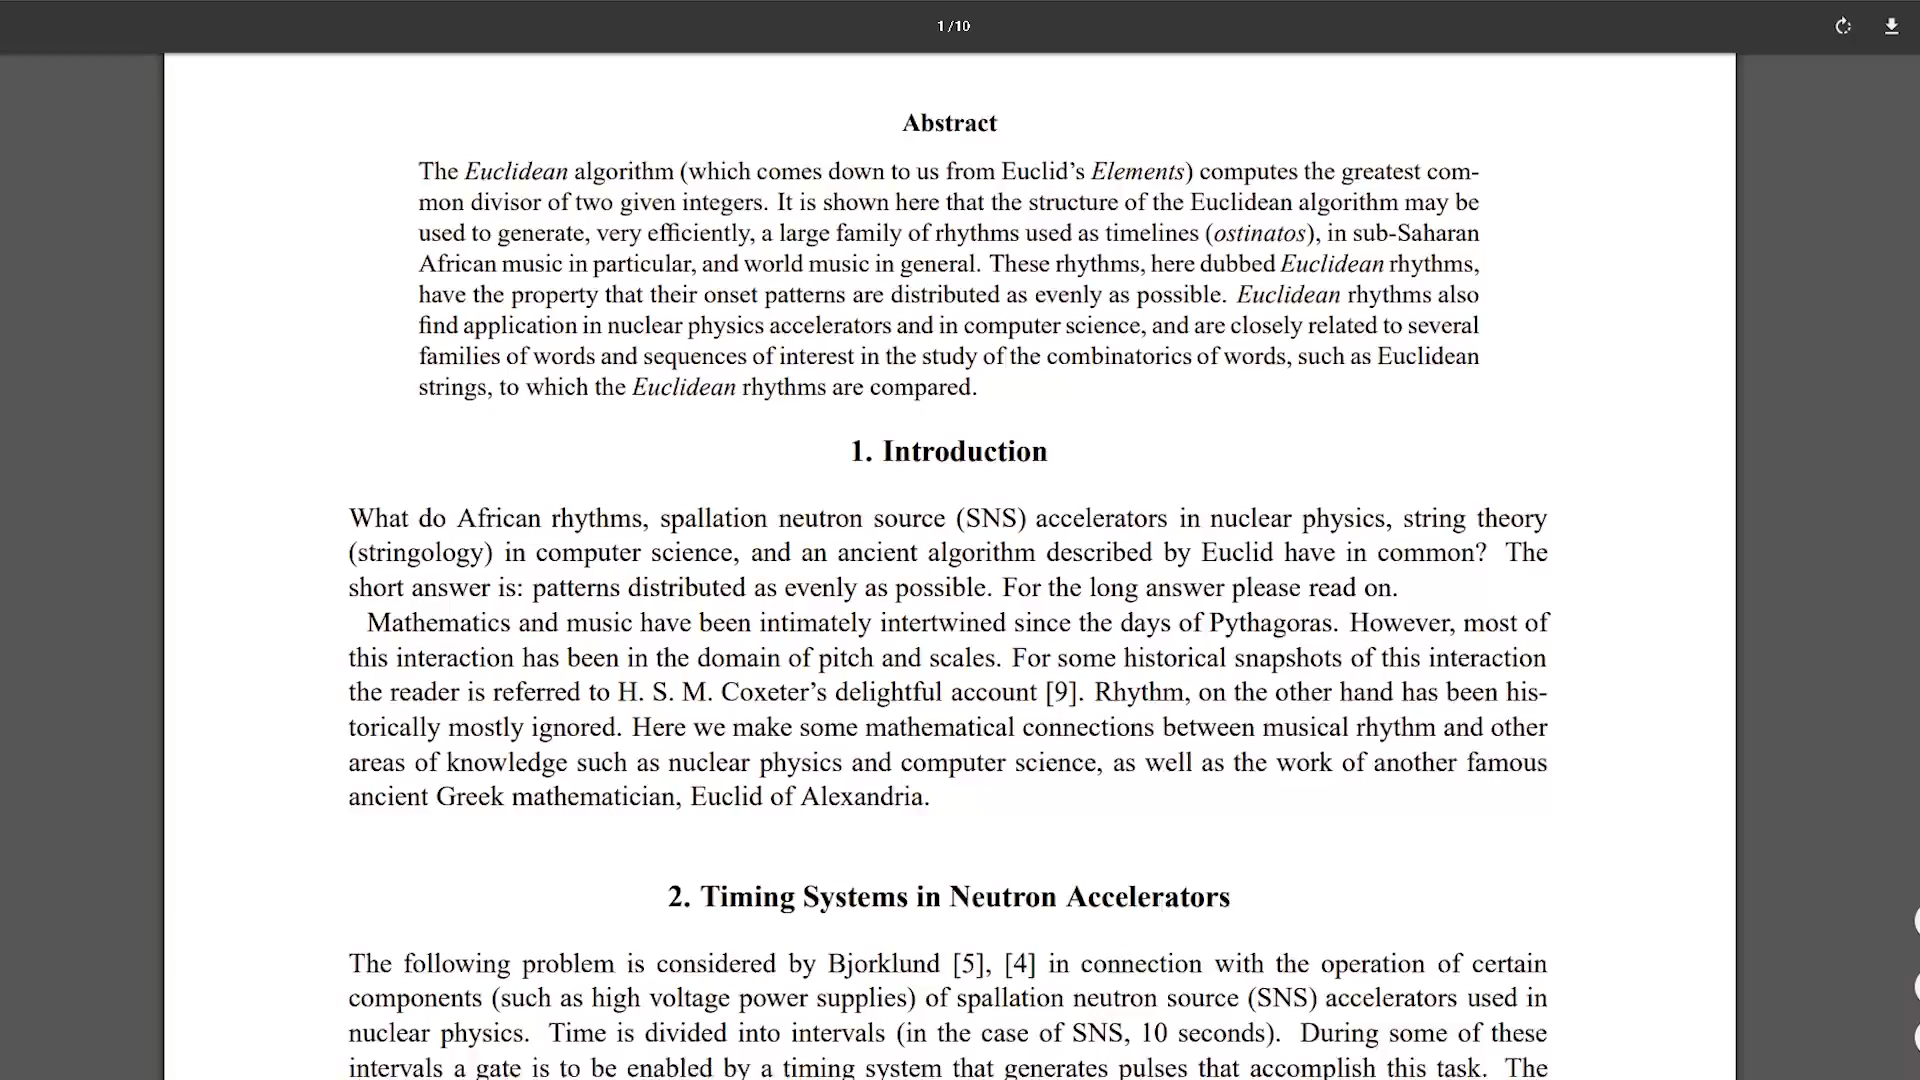 1 / 10
Abstract
The Euclidean algorithm (which comes down to us from Euclid’s Elements) computes the greatest com-
mon divisor of two given integers. It is shown here that the structure of the Euclidean algorithm may be
used to generate, very efficiently, a large family of rhythms used as timelines (ostinatos), in sub-Saharan
African music in particular, and world music in general. These rhythms, here dubbed Euclidean rhythms,
have the property that their onset patterns are distributed as evenly as possible. Euclidean rhythms also
find application in nuclear physics accelerators and in computer science, and are closely related to several
families of words and sequences of interest in the study of the combinatorics of words, such as Euclidean
strings, to which the Euclidean rhythms are compared.
1. Introduction
What do African rhythms, spallation neutron source (SNS) accelerators in nuclear physics, string theory
(stringology) in computer science, and an ancient algorithm described by Euclid have in common? The
short answer is: patterns distributed as evenly as possible. For the long answer please read on.
Mathematics and music have been intimately intertwined since the days of Pythagoras. However, most of
this interaction has been in the domain of pitch and scales. For some historical snapshots of this interaction
the reader is referred to H. S. M. Coxeter’s delightful account [9]. Rhythm, on the other hand has been his-
torically mostly ignored. Here we make some mathematical connections between musical rhythm and other
areas of knowledge such as nuclear physics and computer science, as well as the work of another famous
ancient Greek mathematician, Euclid of Alexandria.
2. Timing Systems in Neutron Accelerators
The following problem is considered by Bjorklund [5], [4] in connection with the operation of certain
components (such as high voltage power supplies) of spallation neutron source (SNS) accelerators used in
nuclear physics. Time is divided into intervals (in the case of SNS, 10 seconds). During some of these
intervals a gate is to be enabled by a timing system that generates pulses that accomplish this task. The